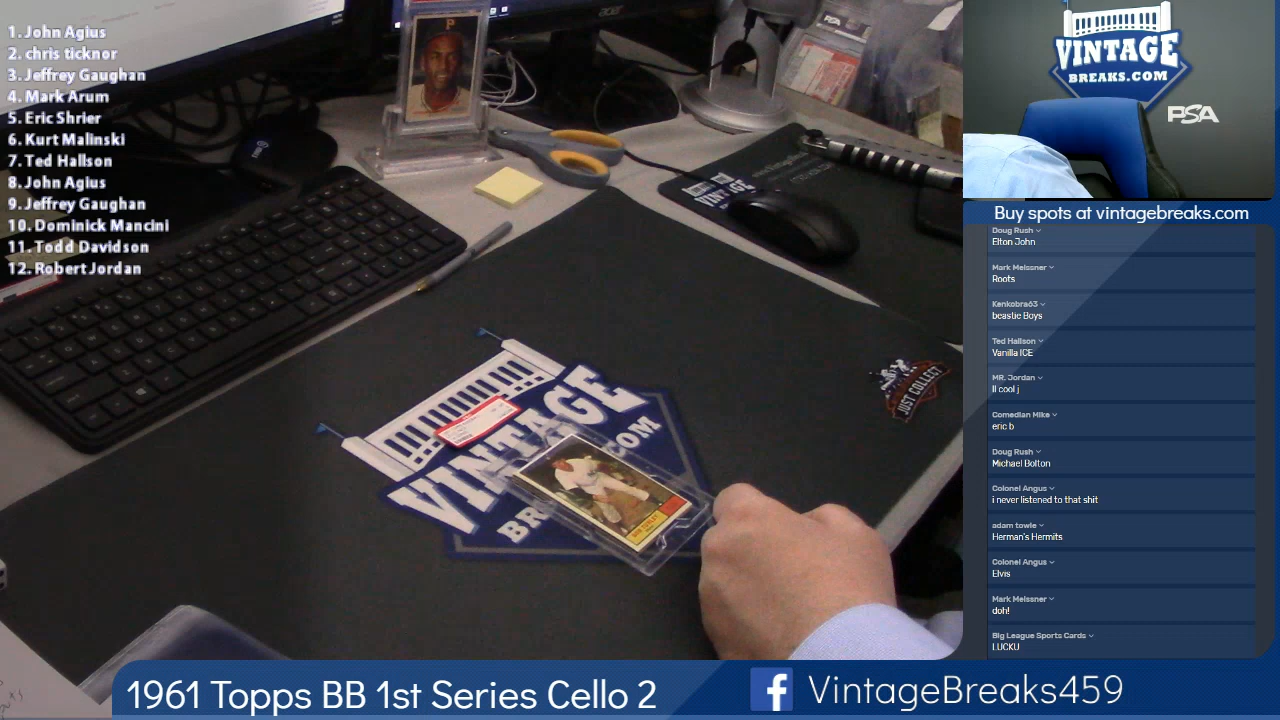 1. John Agius
2. chris ticknor
3. Jeffrey Gaughan
4. Mark Arum
5. Eric Shrier
6. Kurt Malinski
7. Ted Hallson
8. John Agius
9. Jeffrey Gaughan
10. Dominick Mancini
11. Todd Davidson
12. Robert Jordan
acer
P
VINTAGE
VINTAGE
BREAKS.COM
PSA
Buy spots at vintagebreaks.com
Doug Rush
Elton John
Mark Meissner
Roots
Kenkobra63
beastie Boys
Ted Hallson
Vanilla ICE
MR. Jordan
ll cool j
Comedian Mike
eric b
Doug Rush
Michael Bolton
Colonel Angus
i never listened to that shit
adam towle
Herman's Hermits
Colonel Angus
Elvis
Mark Meissner
doh!
Big League Sports Cards
LUCKU
JUST COLLECT
VINTAGE
BR COM
1961 Topps BB 1st Series Cello 2
f VintageBreaks459